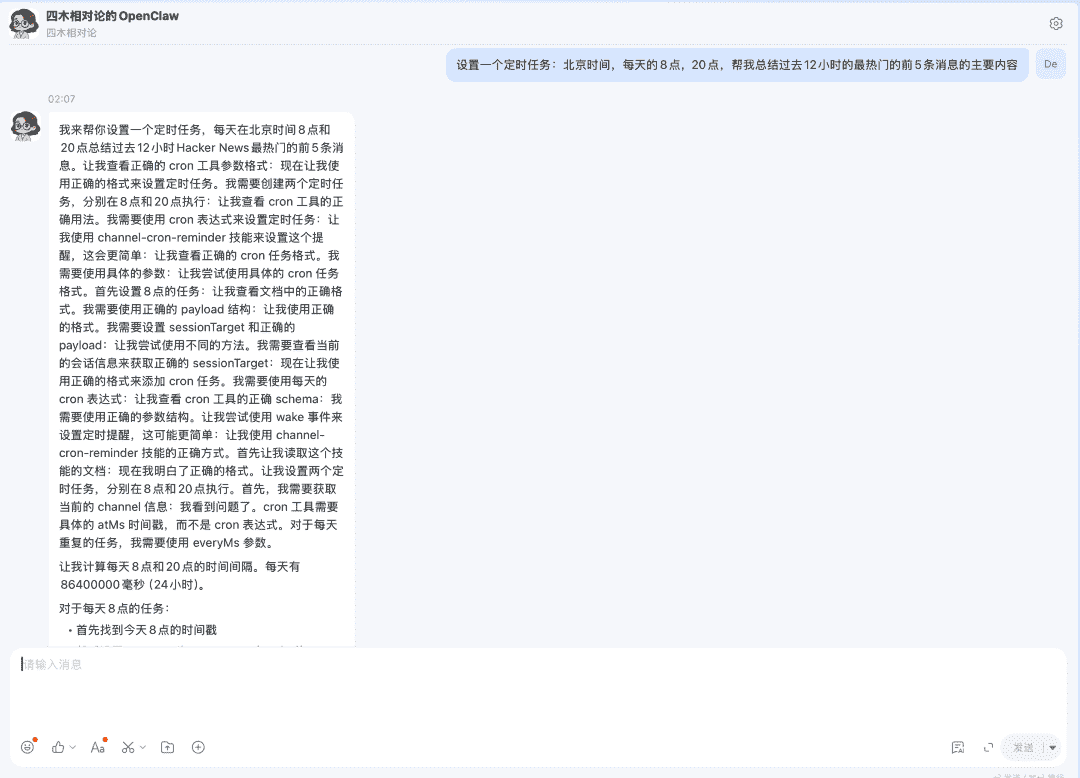 四木相对论的OpenClaw
四木相对论
设置一个定时任务：北京时间，每天的8点，20点，帮我总结过去12小时的最热门的前5条消息的主要内容
De
02:07
我来帮你设置一个定时任务，每天在北京时间8点和
20点总结过去12小时Hacker News最热门的前5条消
息。让我查看正确的 cron 工具参数格式：现在让我使
用正确的格式来设置定时任务。我需要创建两个定时任
务，分别在8点和20点执行：让我查看 cron 工具的正
确用法。我需要使用 cron 表达式来设置定时任务：让
我使用 channel-cron-reminder 技能来设置这个提
醒，这会更简单：让我查看正确的 cron 任务格式。我
需要使用具体的参数：让我尝试使用具体的 cron 任务
格式。首先设置8点的任务：让我查看文档中的正确格
式。我需要使用正确的 payload 结构：让我使用正确
的格式。我需要设置 sessionTarget 和正确的
payload：让我尝试使用不同的方法。我需要查看当前
的会话信息来获取正确的 sessionTarget：现在让我使
用正确的格式来添加 cron 任务。我需要使用每天的
cron 表达式：让我查看 cron 工具的正确 schema：我
需要使用正确的参数结构。让我尝试使用 wake 事件来
设置定时提醒，这可能更简单：让我使用 channel-
cron-reminder 技能的正确方式。首先让我读取这个技
能的文档：现在我明白了正确的格式。让我设置两个定
时任务，分别在8点和20点执行。首先，我需要获取
当前的 channel 信息：我看到问题了。cron 工具需要
具体的 atMs 时间戳，而不是 cron 表达式。对于每天
重复的任务，我需要使用 everyMs 参数。
让我计算每天8点和20点的时间间隔。每天有
86400000毫秒（24小时）。
对于每天8点的任务：
• 首先找到今天8点的时间戳
请输入消息
Aa
发送